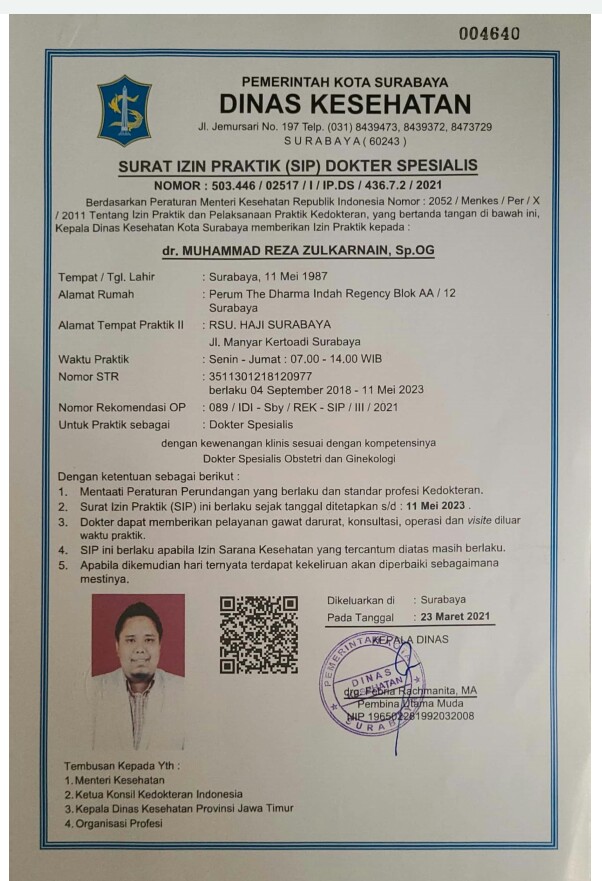 004640
PEMERINTAH KOTA SURABAYA
DINAS KESEHATAN
Jl. Jemursari No. 197 Telp. (031) 8439473, 8439372, 8473729
S U R A B A Y A ( 60243 )
SURAT IZIN PRAKTIK (SIP) DOKTER SPESIALIS
NOMOR : 503.446 / 02517 / I / IP.DS / 436.7.2 / 2021
Berdasarkan Peraturan Menteri Kesehatan Republik Indonesia Nomor : 2052 / Menkes / Per / X
/ 2011 Tentang Izin Praktik dan Pelaksanaan Praktik Kedokteran, yang bertanda tangan di bawah ini,
Kepala Dinas Kesehatan Kota Surabaya memberikan Izin Praktik kepada :
dr. MUHAMMAD REZA ZULKARNAIN, Sp.OG
Tempat / Tgl. Lahir : Surabaya, 11 Mei 1987
Alamat Rumah : Perum The Dharma Indah Regency Blok AA / 12
Surabaya
Alamat Tempat Praktik II : RSU. HAJI SURABAYA
Jl. Manyar Kertoadi Surabaya
Waktu Praktik : Senin - Jumat : 07.00 - 14.00 WIB
Nomor STR : 3511301218120977
berlaku 04 September 2018 - 11 Mei 2023
Nomor Rekomendasi OP : 089 / IDI - Sby / REK - SIP / III / 2021
Untuk Praktik sebagai : Dokter Spesialis
dengan kewenangan klinis sesuai dengan kompetensinya
Dokter Spesialis Obstetri dan Ginekologi
Dengan ketentuan sebagai berikut :
1. Mentaati Peraturan Perundangan yang berlaku dan standar profesi Kedokteran.
2. Surat Izin Praktik (SIP) ini berlaku sejak tanggal ditetapkan s/d : 11 Mei 2023 .
3. Dokter dapat memberikan pelayanan gawat darurat, konsultasi, operasi dan visite diluar
waktu praktik.
4. SIP ini berlaku apabila Izin Sarana Kesehatan yang tercantum diatas masih berlaku.
5. Apabila dikemudian hari ternyata terdapat kekeliruan akan diperbaiki sebagaimana
mestinya.
Dikeluarkan di : Surabaya
Pada Tanggal : 23 Maret 2021
KEPALA DINAS
PEMERINTAH KOTA
DINAS
KESEHATAN
SURABAYA
drg. Febria Rachmanita, MA
Pembina Utama Muda
NIP 196502281992032008
Tembusan Kepada Yth :
1. Menteri Kesehatan
2. Ketua Konsil Kedokteran Indonesia
3. Kepala Dinas Kesehatan Provinsi Jawa Timur
4. Organisasi Profesi